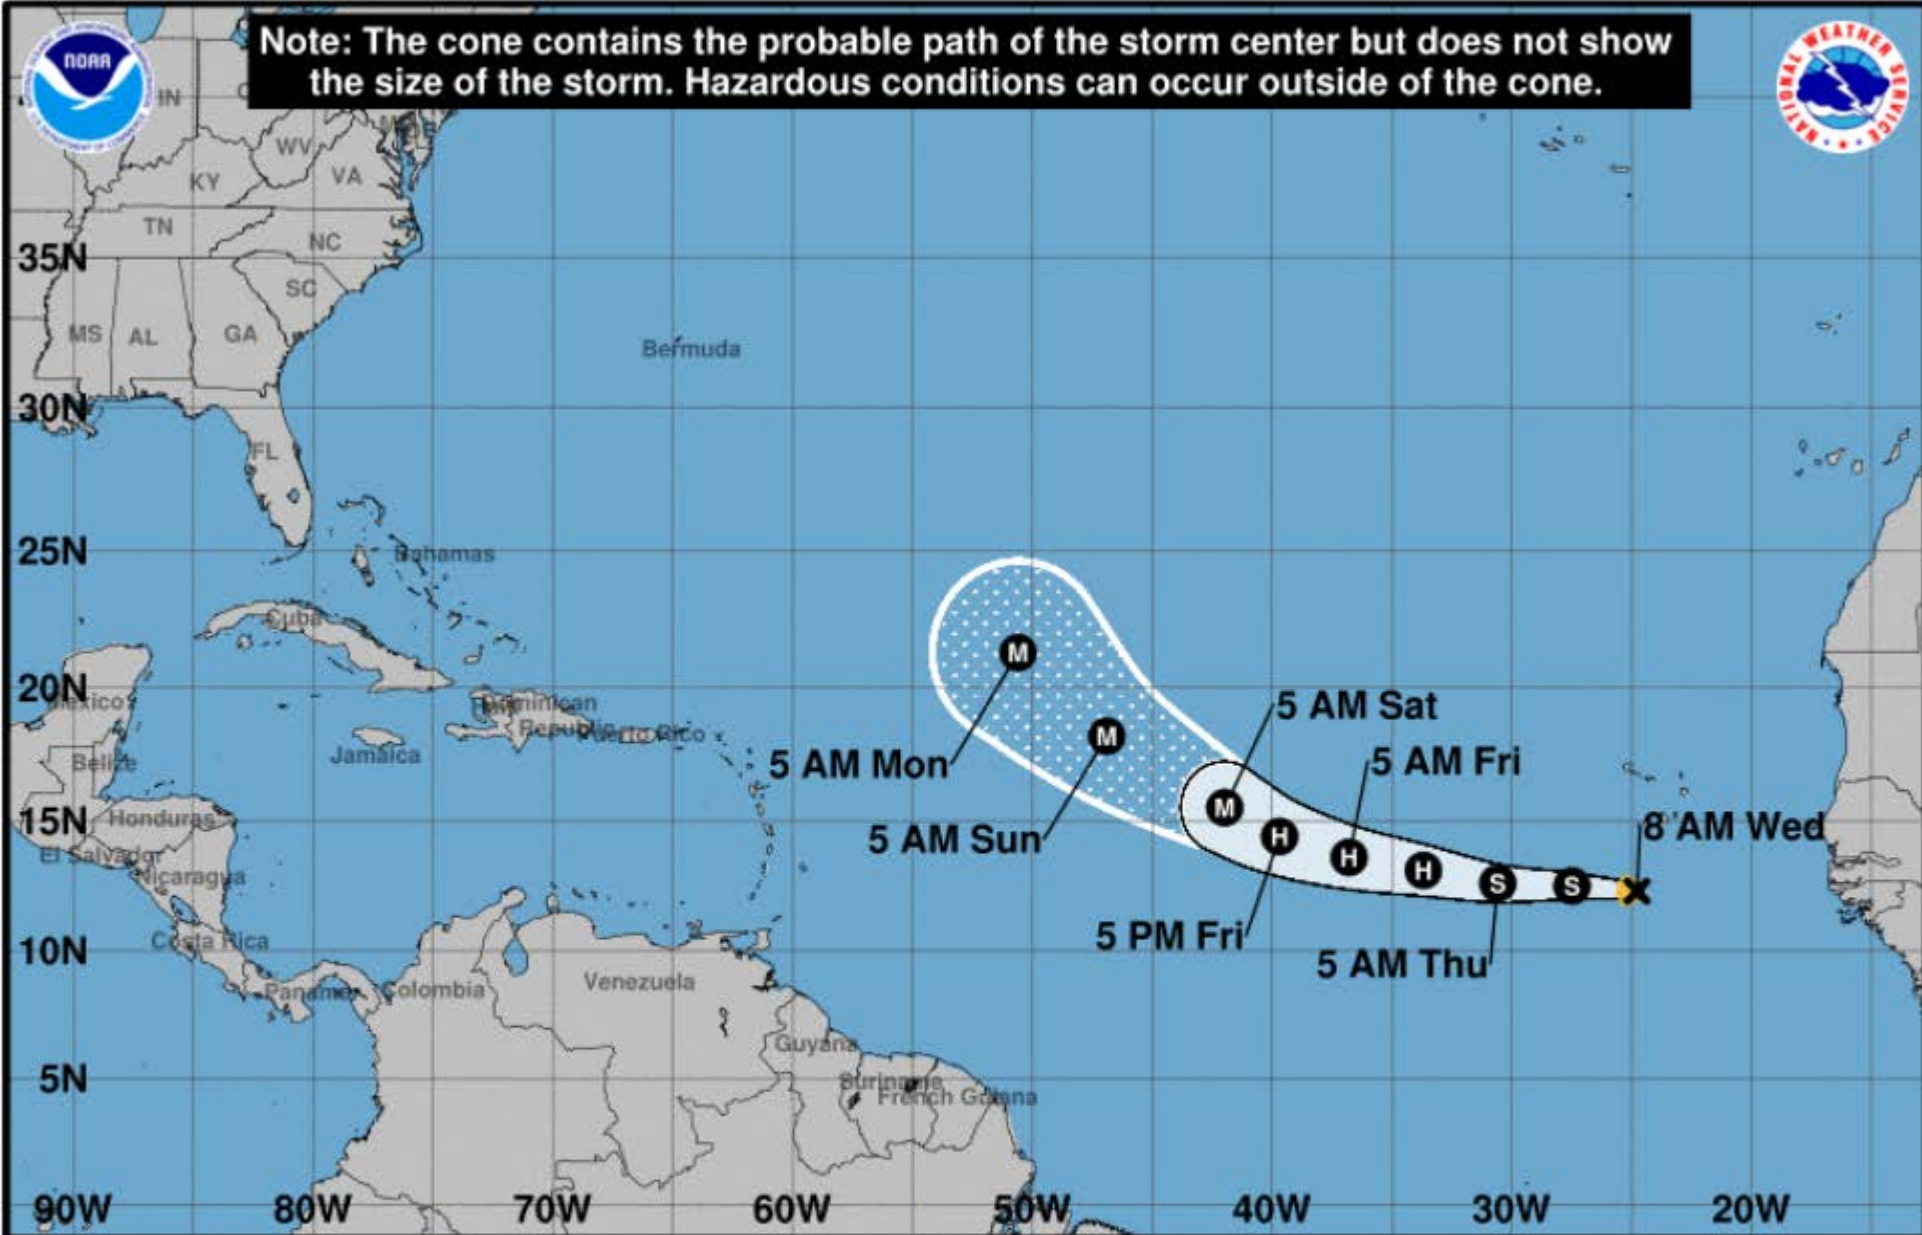 Note: The cone contains the probable path of the storm center but does not show
the size of the storm. Hazardous conditions can occur outside of the cone.
NOAA
NATIONAL WEATHER SERVICE
IN
WV
KY
VA
TN
NC
35N
SC
MS
AL
GA
Bermuda
30N
FL
25N
Bahamas
Cuba
M
20N
Mexico
Dominican
Republic
Puerto Rico
Jamaica
Belize
M
5 AM Mon
5 AM Sat
5 AM Fri
15N
Honduras
M
H
5 AM Sun
8 AM Wed
El Salvador
Nicaragua
H
H
S
S
5 PM Fri
5 AM Thu
Costa Rica
10N
Panama
Colombia
Venezuela
Guyana
5N
Suriname
French Guiana
90W
80W
70W
60W
50W
40W
30W
20W